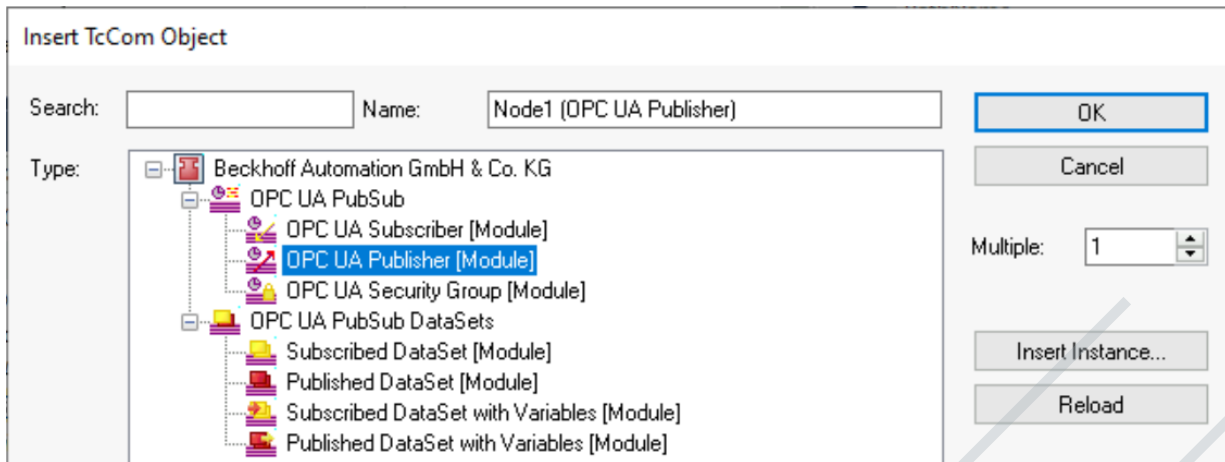 Insert TcCom Object
Search:
Name:
Node1 (OPC UA Publisher)
OK
Type:
Beckhoff Automation GmbH & Co. KG
Cancel
OPC UA PubSub
OPC UA Subscriber [Module]
Multiple:
1
OPC UA Publisher [Module]
OPC UA Security Group [Module]
OPC UA PubSub DataSets
Subscribed DataSet [Module]
Insert Instance...
Published DataSet [Module]
Reload
Subscribed DataSet with Variables [Module]
Published DataSet with Variables [Module]